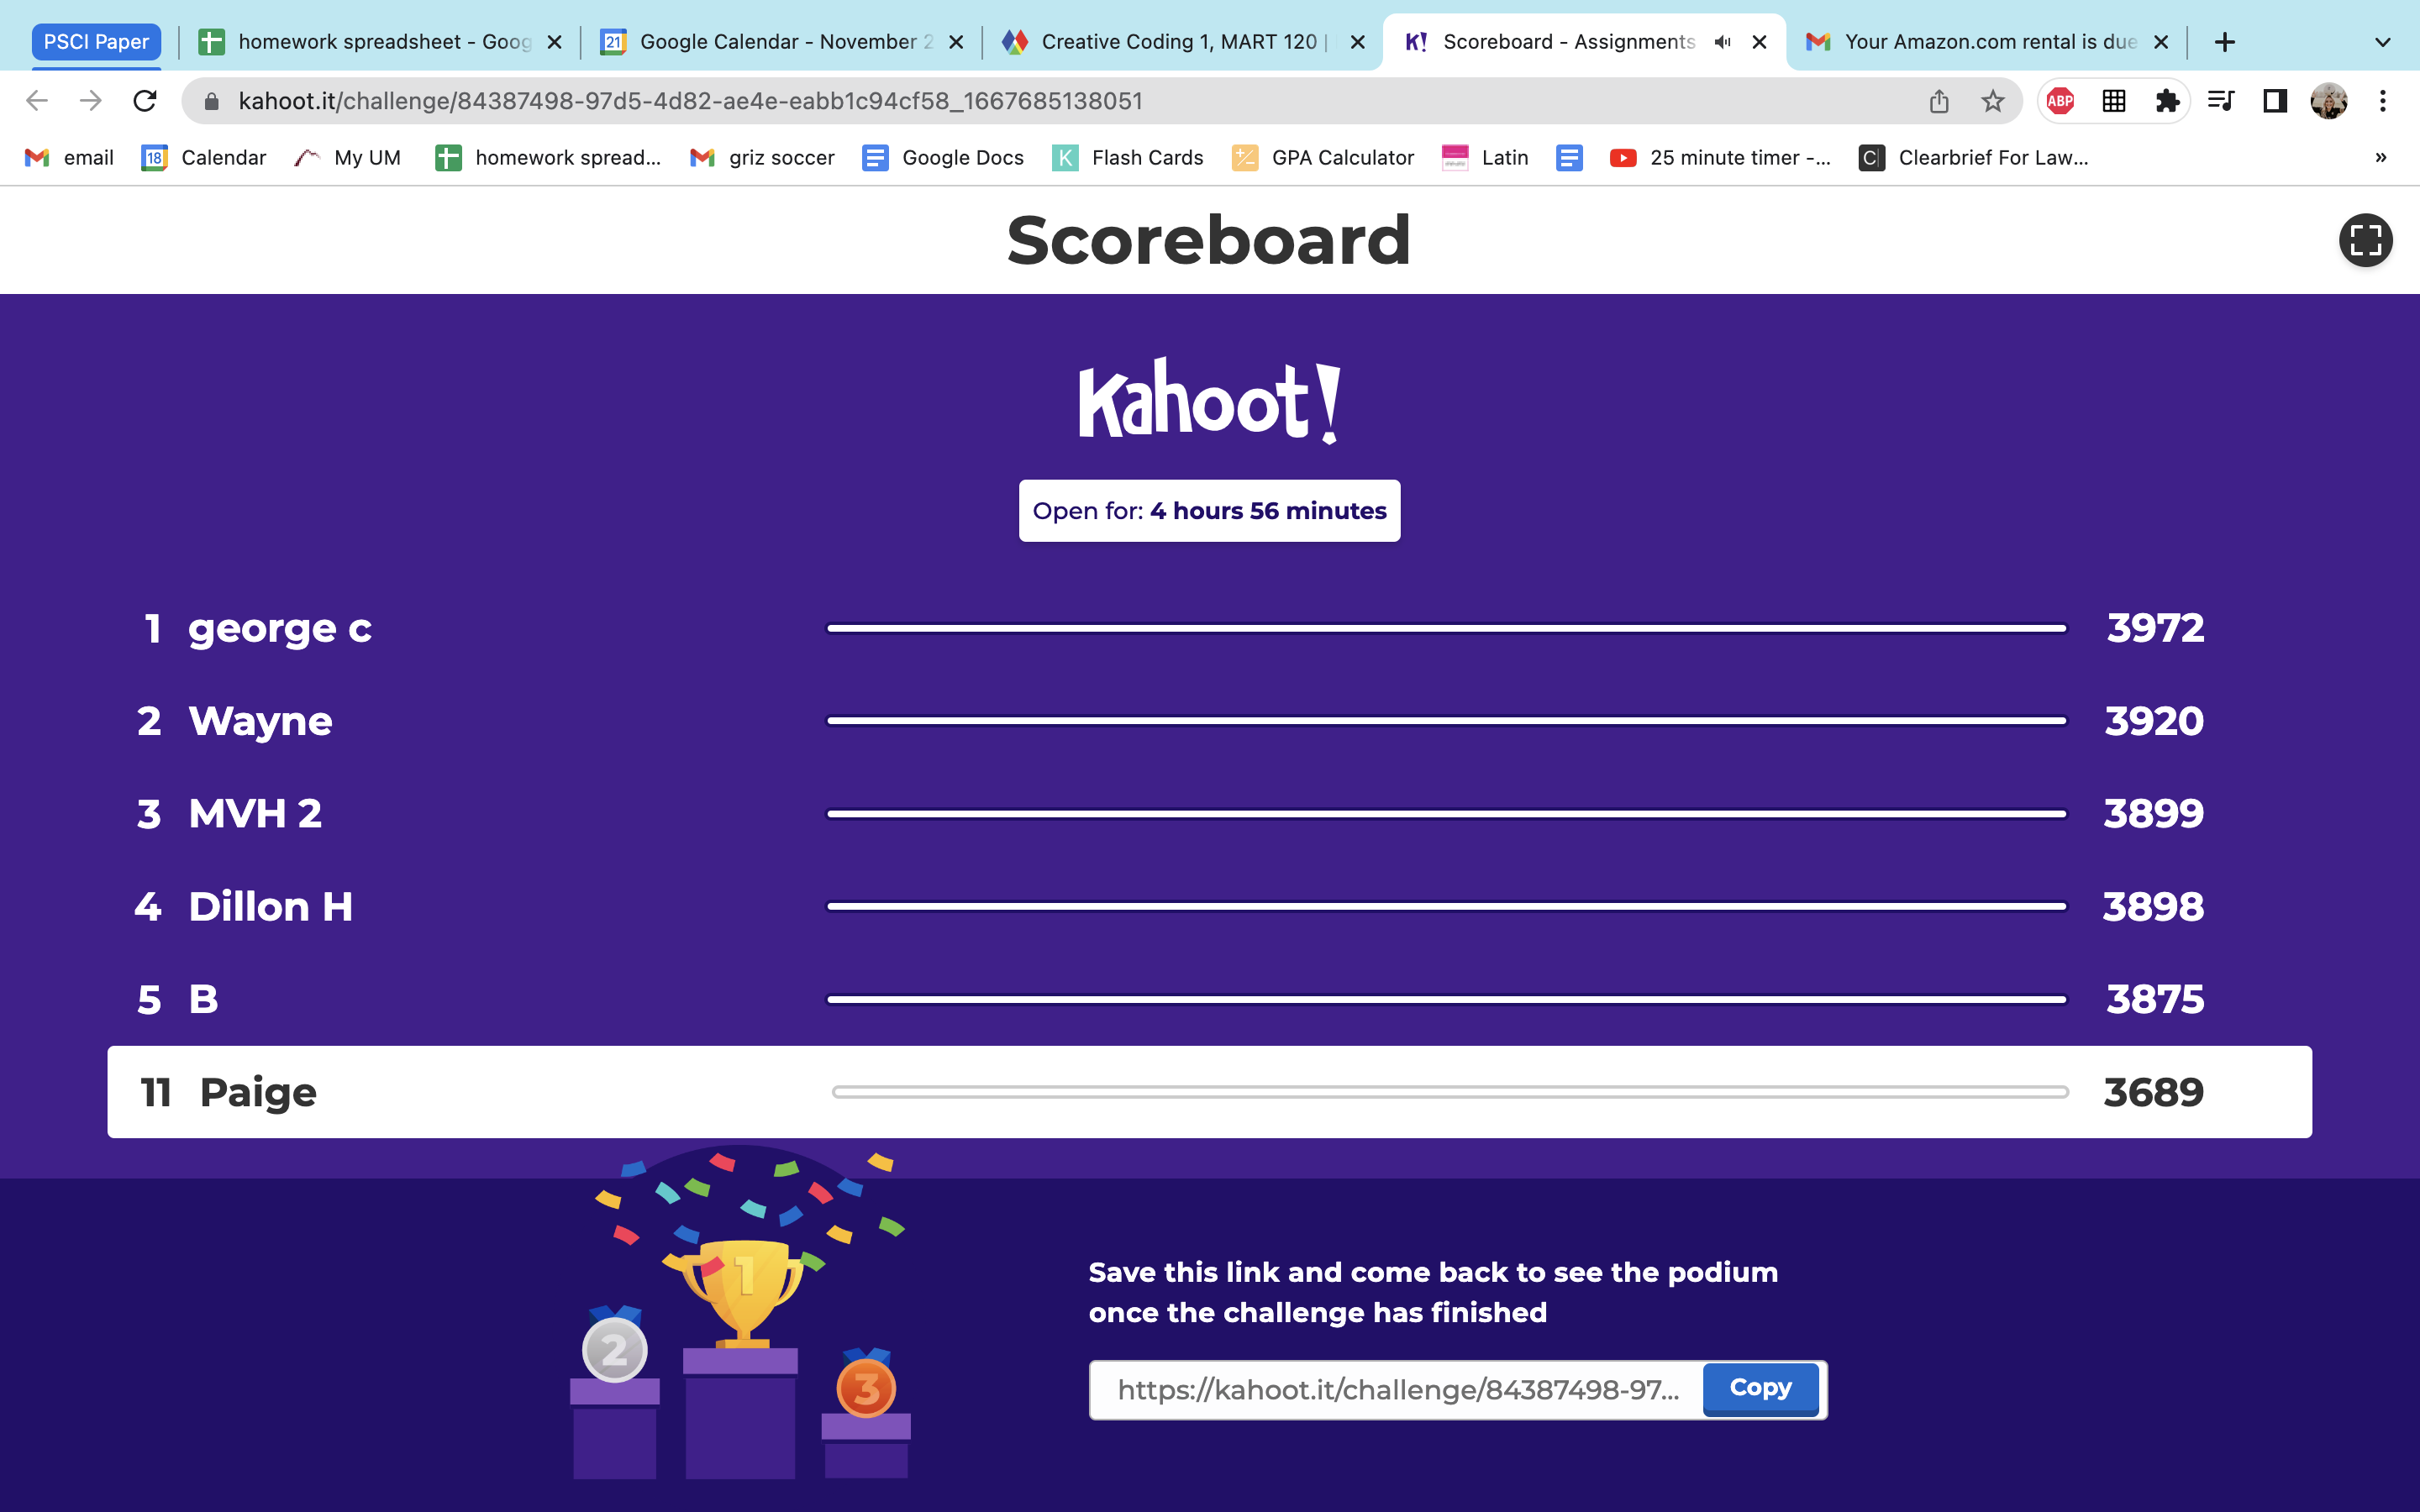 PSCI Paper
homework spreadsheet - Goog
21 Google Calendar - November 2
Creative Coding 1, MART 120 |
K! Scoreboard - Assignments
Your Amazon.com rental is due
kahoot.it/challenge/84387498-97d5-4d82-ae4e-eabb1c94cf58_1667685138051
ABP
email
18 Calendar
My UM
homework spread...
griz soccer
Google Docs
K Flash Cards
GPA Calculator
Latin
25 minute timer -...
C| Clearbrief For Law...
»
Scoreboard
Kahoot!
Open for: 4 hours 56 minutes
1 george c 3972
2 Wayne 3920
3 MVH 2 3899
4 Dillon H 3898
5 B 3875
11 Paige 3689
1
2
3
Save this link and come back to see the podium
once the challenge has finished
https://kahoot.it/challenge/84387498-97... Copy